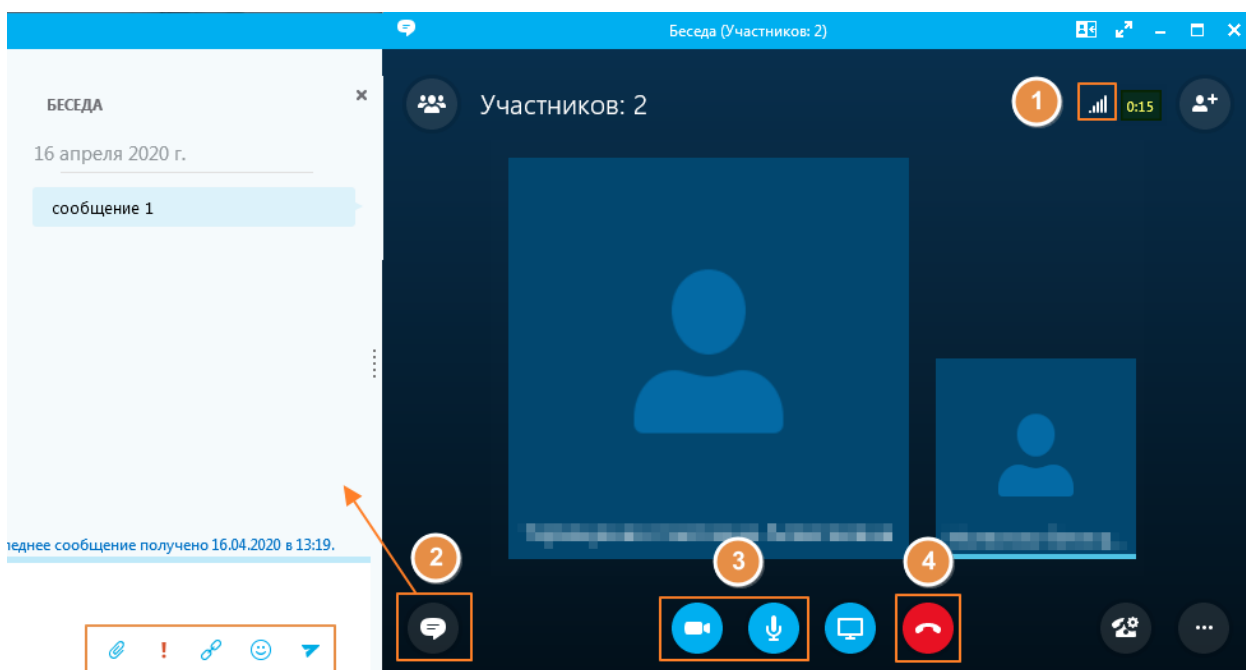 Беседа (Участников: 2)
БЕСЕДА
16 апреля 2020 г.
сообщение 1
сообщение получено 16.04.2020 в 13:19.
Участников: 2
1
0:15
2
3
4